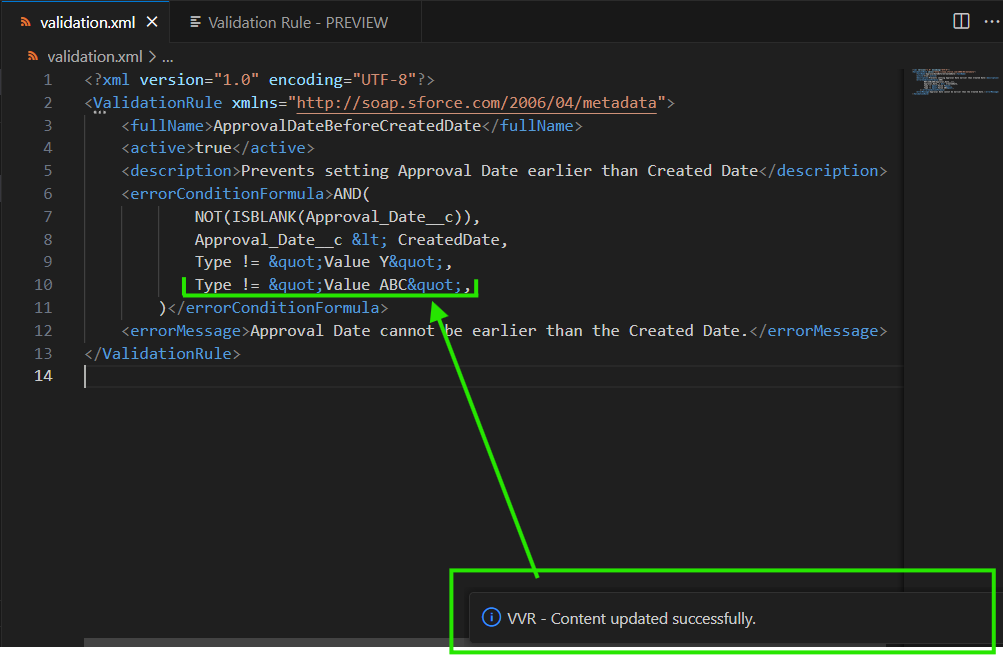 validation.xml
Validation Rule - PREVIEW
validation.xml > ...
1 <?xml version="1.0" encoding="UTF-8"?>
2 <ValidationRule xmlns="http://soap.sforce.com/2006/04/metadata">
3 <fullName>ApprovalDateBeforeCreatedDate</fullName>
4 <active>true</active>
5 <description>Prevents setting Approval Date earlier than Created Date</description>
6 <errorConditionFormula>AND(
7 NOT(ISBLANK(Approval_Date__c)),
8 Approval_Date__c &lt; CreatedDate,
9 Type != &quot;Value Y&quot;,
10 Type != &quot;Value ABC&quot;,
11 )</errorConditionFormula>
12 <errorMessage>Approval Date cannot be earlier than the Created Date.</errorMessage>
13 </ValidationRule>
14
VVR - Content updated successfully.